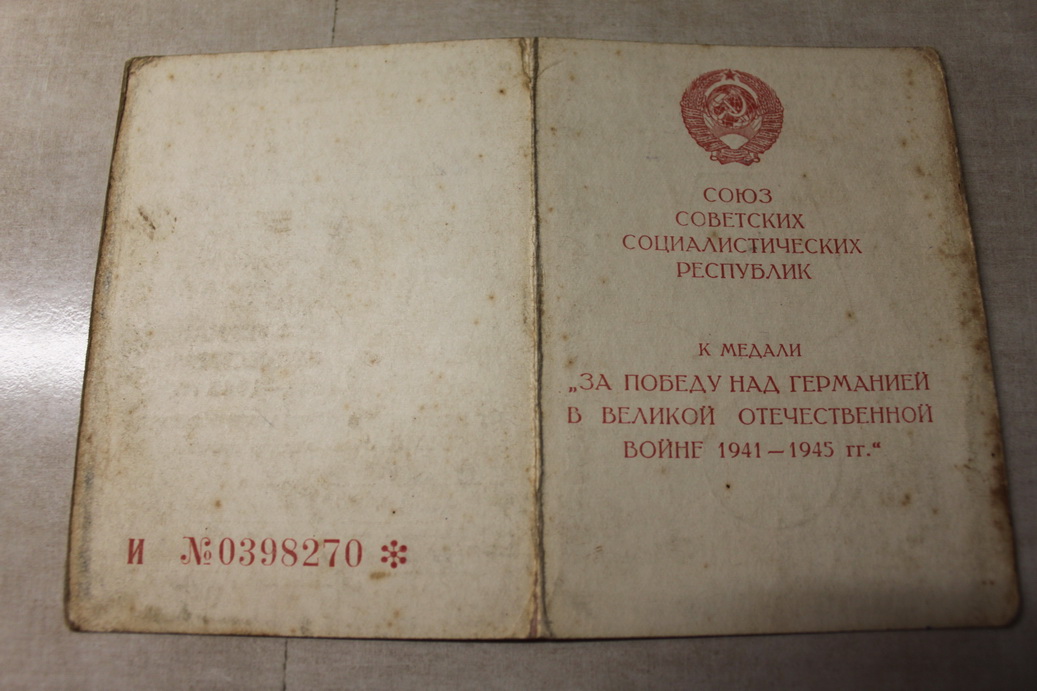 И №0398270 *
СОЮЗ
СОВЕТСКИХ
СОЦИАЛИСТИЧЕСКИХ
РЕСПУБЛИК
К МЕДАЛИ
„ЗА ПОБЕДУ НАД ГЕРМАНИЕЙ
В ВЕЛИКОЙ ОТЕЧЕСТВЕННОЙ
ВОЙНЕ 1941—1945 гг.“